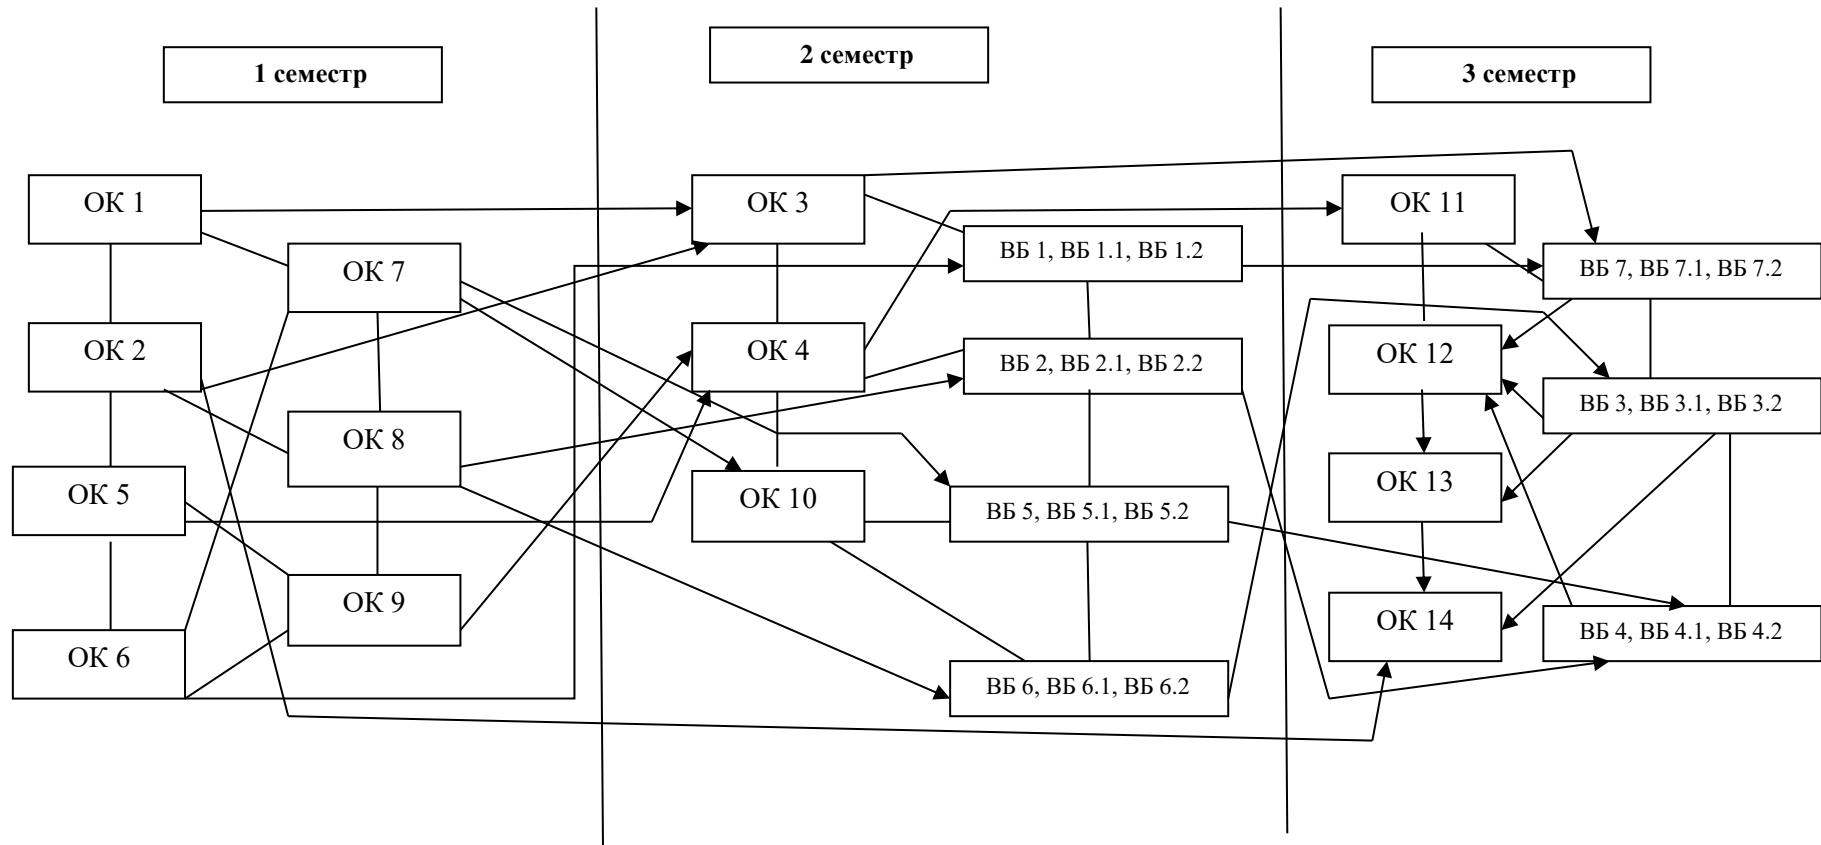 1 семестр
2 семестр
3 семестр
ОК 1
ОК 7
ОК 2
ОК 8
ОК 5
ОК 9
ОК 6
ОК 3
ВБ 1, ВБ 1.1, ВБ 1.2
ОК 4
ВБ 2, ВБ 2.1, ВБ 2.2
ОК 10
ВБ 5, ВБ 5.1, ВБ 5.2
ВБ 6, ВБ 6.1, ВБ 6.2
ОК 11
ВБ 7, ВБ 7.1, ВБ 7.2
ОК 12
ВБ 3, ВБ 3.1, ВБ 3.2
ОК 13
ОК 14
ВБ 4, ВБ 4.1, ВБ 4.2